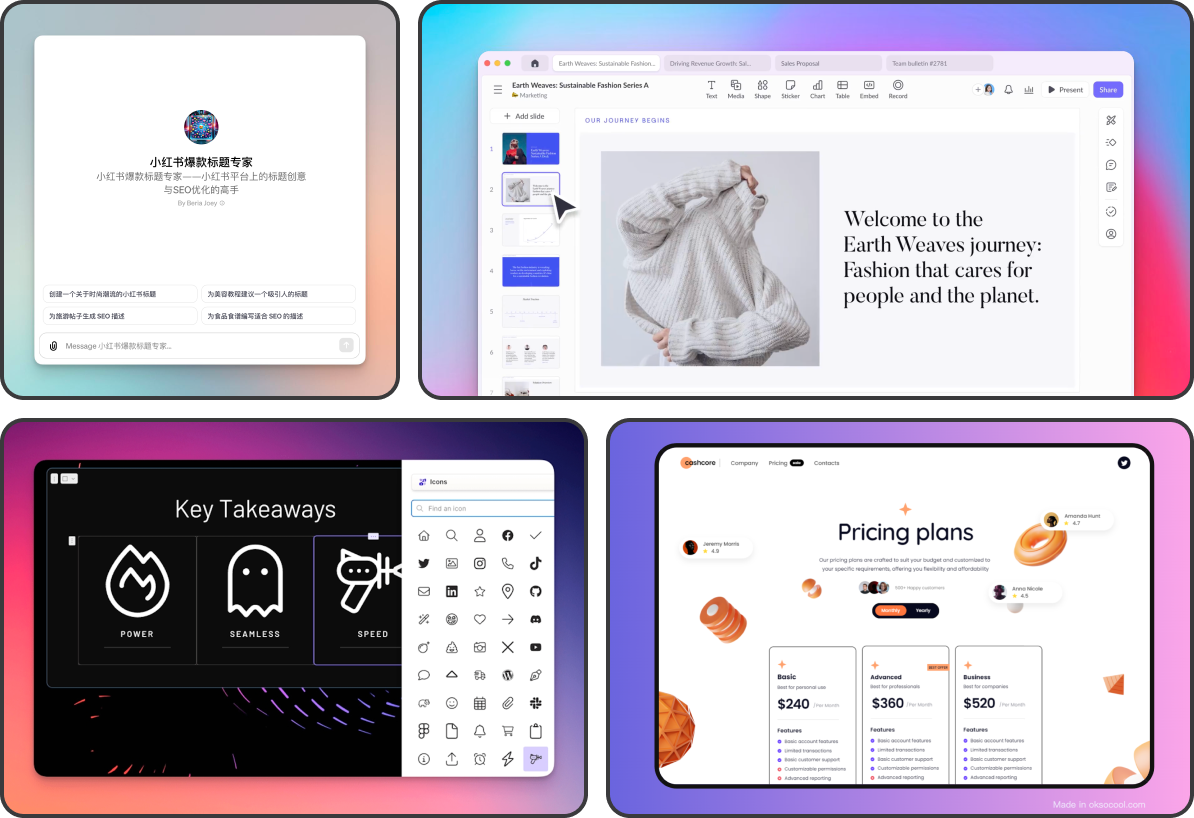 小红书爆款标题专家
小红书爆款标题专家——小红书平台上的标题创意
与SEO优化的高手
By Beria Joey
创建一个关于时尚潮流的小红书标题
为美容教程建议一个吸引人的标题
为旅游帖子生成 SEO 描述
为食品食谱编写适合 SEO 的描述
Message 小红书爆款标题专家...
Earth Weaves: Sustainable Fashion...
Driving Revenue Growth: Sal...
Sales Proposal
Team bulletin #2781
Earth Weaves: Sustainable Fashion Series A
Marketing
Text
Media
Shape
Sticker
Chart
Table
Embed
Record
+
Present
Share
+ Add slide
OUR JOURNEY BEGINS
1
2
3
4
5
6
Welcome to the
Earth Weaves journey:
Fashion that cares for
people and the planet.
Key Takeaways
POWER
SEAMLESS
SPEED
Icons
Find an icon
cashcore
Company
Pricing
Contacts
Pricing plans
Our pricing plans are crafted to suit your budget and customized to
your specific requirements, offering you flexibility and affordability
Jeremy Morris
4.9
Amanda Hunt
4.7
Anna Nicole
4.5
500+ Happy customers
Monthly
Yearly
Basic
Best for personal use
$240 /Per Month
Features
Basic account features
Limited transactions
Basic customer support
Customizable permissions
Advanced reporting
BEST OFFER
Advanced
Best for professionals
$360 /Per Month
Features
Basic account features
Limited transactions
Basic customer support
Customizable permissions
Advanced reporting
Business
Best for companies
$520 /Per Month
Features
Basic account features
Limited transactions
Basic customer support
Customizable permissions
Advanced reporting
Made in oksocool.com